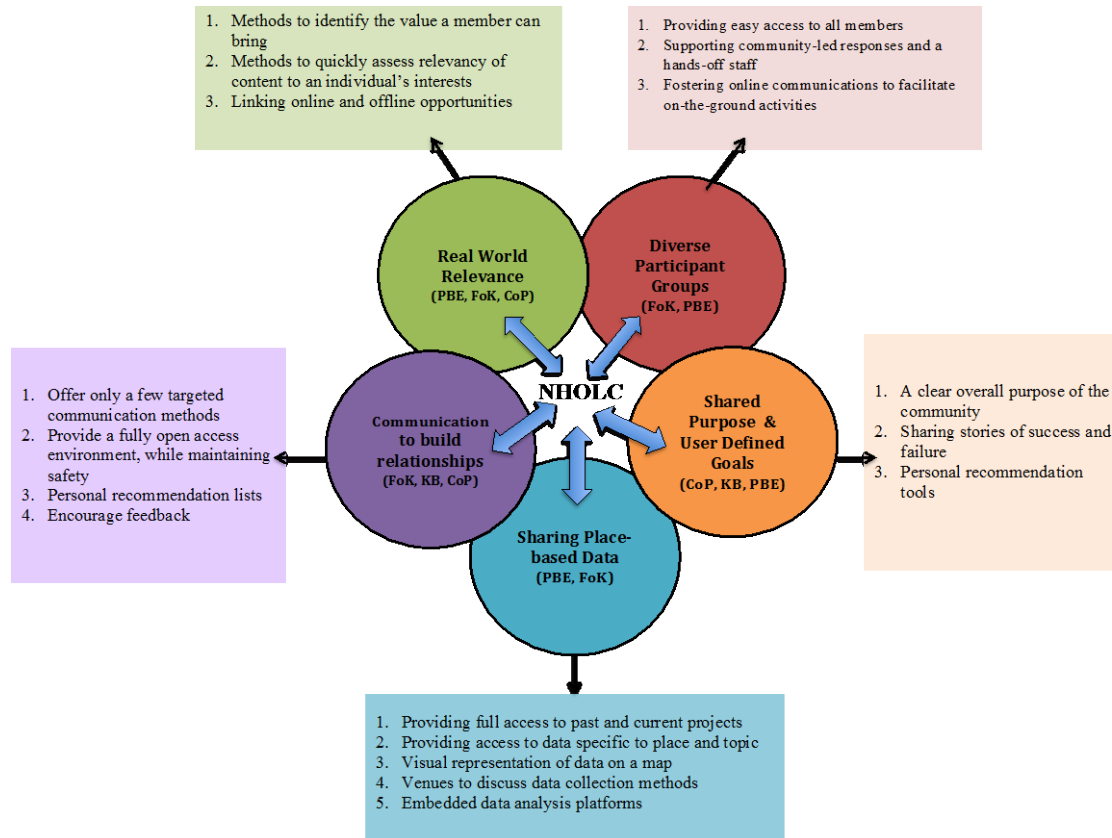 1. Methods to identify the value a member can
bring
2. Methods to quickly assess relevancy of
content to an individual's interests
3. Linking online and offline opportunities
1. Providing easy access to all members
2. Supporting community-led responses and a
hands-off staff
3. Fostering online communications to facilitate
on-the-ground activities
Real World
Relevance
(PBE, FoK, CoP)
Diverse
Participant
Groups
(FoK, PBE)
NHOLC
1. Offer only a few targeted
communication methods
2. Provide a fully open access
environment, while maintaining
safety
3. Personal recommendation lists
4. Encourage feedback
Communication
to build
relationships
(FoK, KB, CoP)
Shared
Purpose &
User Defined
Goals
(CoP, KB, PBE)
1. A clear overall purpose of the
community
2. Sharing stories of success and
failure
3. Personal recommendation
tools
Sharing Place-
based Data
(PBE, FoK)
1. Providing full access to past and current projects
2. Providing access to data specific to place and topic
3. Visual representation of data on a map
4. Venues to discuss data collection methods
5. Embedded data analysis platforms